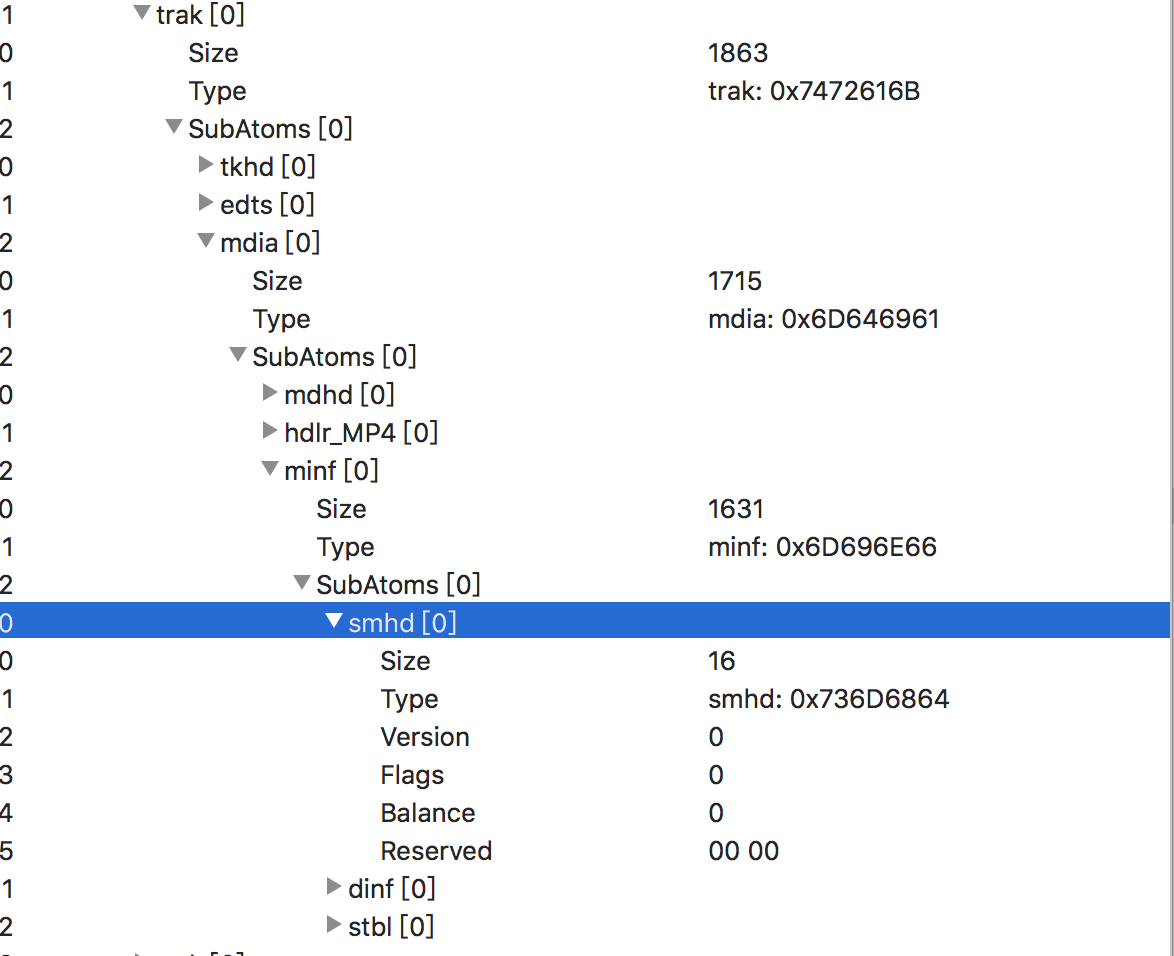 1 trak [0]
0 Size 1863
1 Type trak: 0x7472616B
2 SubAtoms [0]
0 tkhd [0]
1 edts [0]
2 mdia [0]
0 Size 1715
1 Type mdia: 0x6D646961
2 SubAtoms [0]
0 mdhd [0]
1 hdlr_MP4 [0]
2 minf [0]
0 Size 1631
1 Type minf: 0x6D696E66
2 SubAtoms [0]
0 smhd [0]
0 Size 16
1 Type smhd: 0x736D6864
2 Version 0
3 Flags 0
4 Balance 0
5 Reserved 00 00
1 dinf [0]
2 stbl [0]